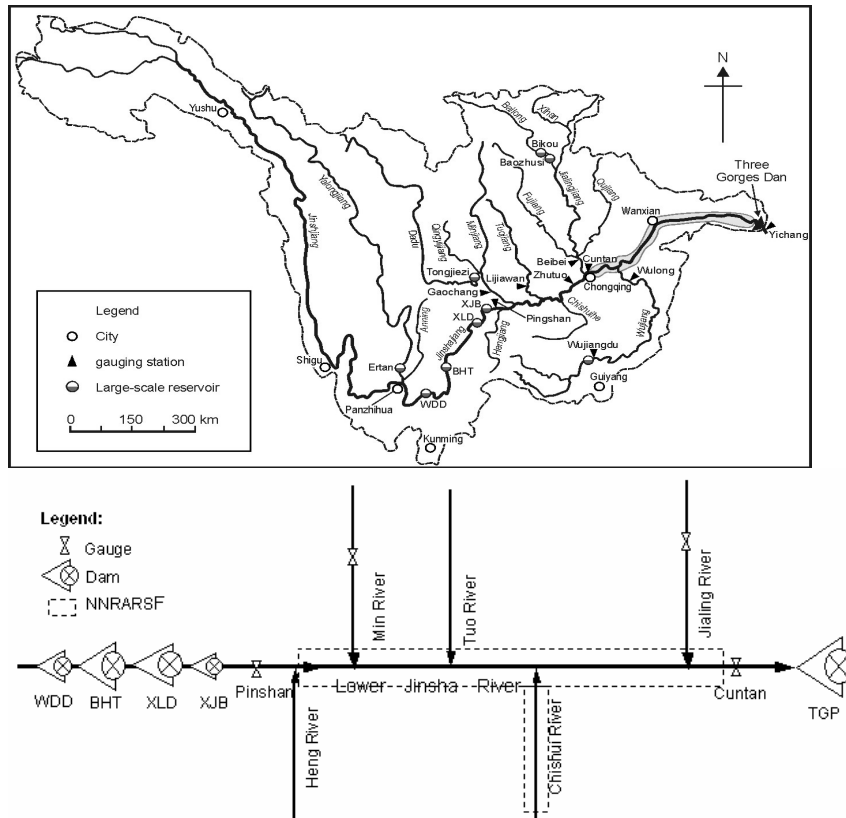 N
Xihan
Bailong
Yushu
Bikou
Baozhusi
Three
Gorges Dan
Yalongjiang
Jialingjiang
Qujiang
Fujiang
Wanxian
Yichang
Dadu
Qingyijiang
Minjiang
Tuojiang
Jinshajiang
Beibei
Cuntan
Tongjiezi
Lijiawan
Zhutuo
Wulong
Chongqing
Gaochang
Legend
XJB
Chishuihe
City
XLD
Pingshan
Anning
Wujiang
gauging station
Jinshajiang
Hengjiang
Wujiangdu
Shigu
Ertan
BHT
Large-scale reservoir
Guiyang
Panzhihua
WDD
0 150 300 km
Kunming
Legend:
Gauge
Dam
NNRARSF
Min River
Tuo River
Jialing River
Pinshan
Lower Jinsha River
Cuntan
WDD
BHT
XLD
XJB
TGP
Heng River
Chishui River